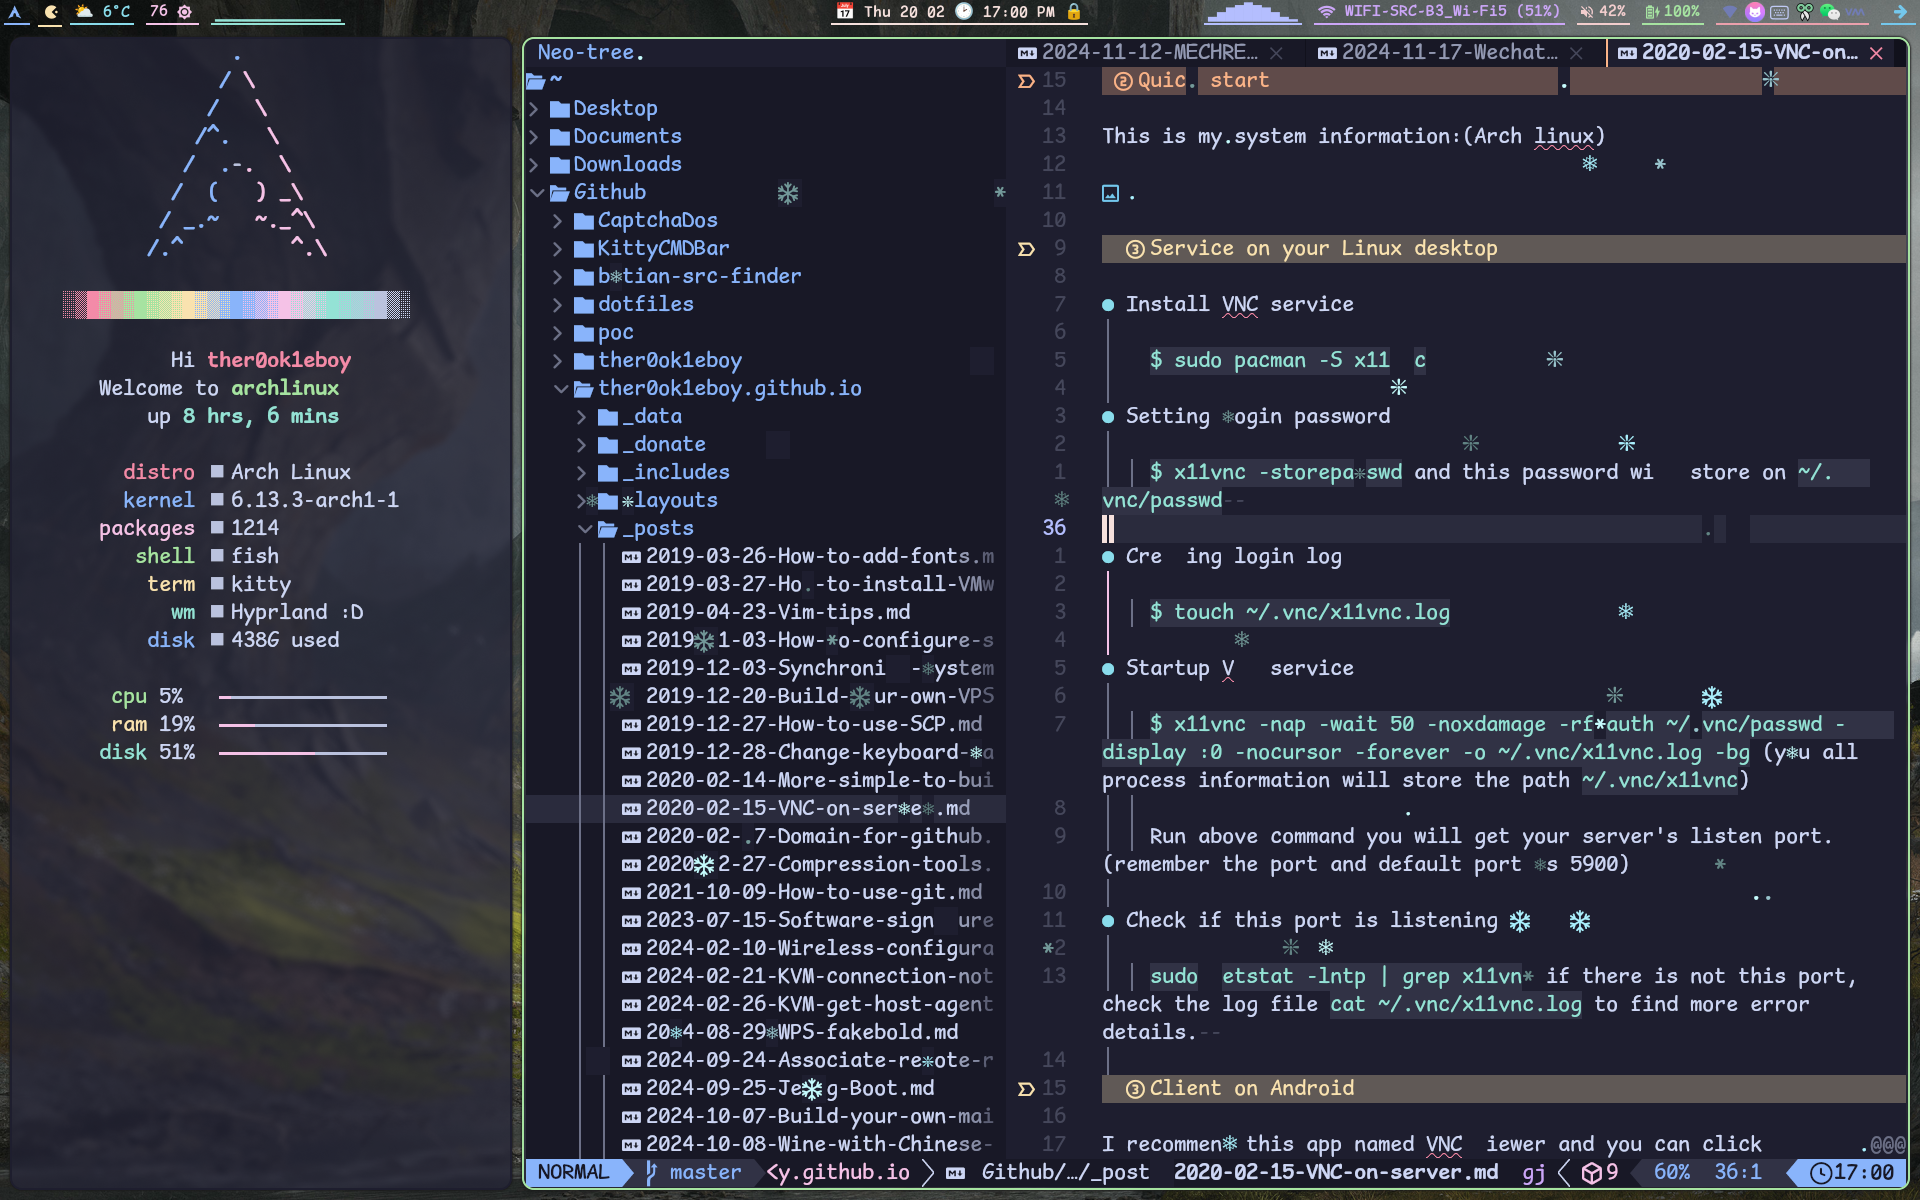 6°C 76 Thu 20 02 17:00 PM WIFI-SRC-B3_Wi-Fi5 (51%) 42% 100%
Hi ther0ok1eboy
Welcome to archlinux
up 8 hrs, 6 mins
distro Arch Linux
kernel 6.13.3-arch1-1
packages 1214
shell fish
term kitty
wm Hyprland :D
disk 438G used
cpu 5%
ram 19%
disk 51%
Neo-tree.
~
Desktop
Documents
Downloads
Github
CaptchaDos
KittyCMDBar
b❄tian-src-finder
dotfiles
poc
ther0ok1eboy
ther0ok1eboy.github.io
_data
_donate
_includes
❄layouts
_posts
2019-03-26-How-to-add-fonts.m
2019-03-27-Ho.-to-install-VMw
2019-04-23-Vim-tips.md
2019❄1-03-How-*o-configure-s
2019-12-03-Synchroni -❄ystem
2019-12-20-Build-❄ur-own-VPS
2019-12-27-How-to-use-SCP.md
2019-12-28-Change-keyboard-❄a
2020-02-14-More-simple-to-bui
2020-02-15-VNC-on-ser❄e❄.md
2020-02-.7-Domain-for-github.
2020❄2-27-Compression-tools.
2021-10-09-How-to-use-git.md
2023-07-15-Software-sign ure
2024-02-10-Wireless-configura
2024-02-21-KVM-connection-not
2024-02-26-KVM-get-host-agent
20❄4-08-29❄WPS-fakebold.md
2024-09-24-Associate-re❄ote-r
2024-09-25-Je❄g-Boot.md
2024-10-07-Build-your-own-mai
2024-10-08-Wine-with-Chinese-
2024-11-12-MECHRE… 2024-11-17-Wechat… 2020-02-15-VNC-on…
15 ② Quic. start .
14
13 This is my.system information:(Arch linux)
12
11 .
10
9 ③ Service on your Linux desktop
8
7 Install VNC service
6
5 $ sudo pacman -S x11 c
4
3 Setting ❄ogin password
2
1 $ x11vnc -storepa❄swd and this password wi store on ~/.
vnc/passwd--
36 .
1 Cre ing login log
2
3 $ touch ~/.vnc/x11vnc.log
4
5 Startup V service
6
7 $ x11vnc -nap -wait 50 -noxdamage -rf*auth ~/.vnc/passwd -
display :0 -nocursor -forever -o ~/.vnc/x11vnc.log -bg (y❄u all
process information will store the path ~/.vnc/x11vnc)
8 .
9 Run above command you will get your server's listen port.
(remember the port and default port ❄s 5900)
10 ..
11 Check if this port is listening
*2
13 sudo etstat -lntp | grep x11vn* if there is not this port,
check the log file cat ~/.vnc/x11vnc.log to find more error
details.--
14
15 ③ Client on Android
16
17 I recommen❄ this app named VNC iewer and you can click .@@@
NORMAL master <y.github.io Github/…/_post 2020-02-15-VNC-on-server.md gj 9 60% 36:1 17:00